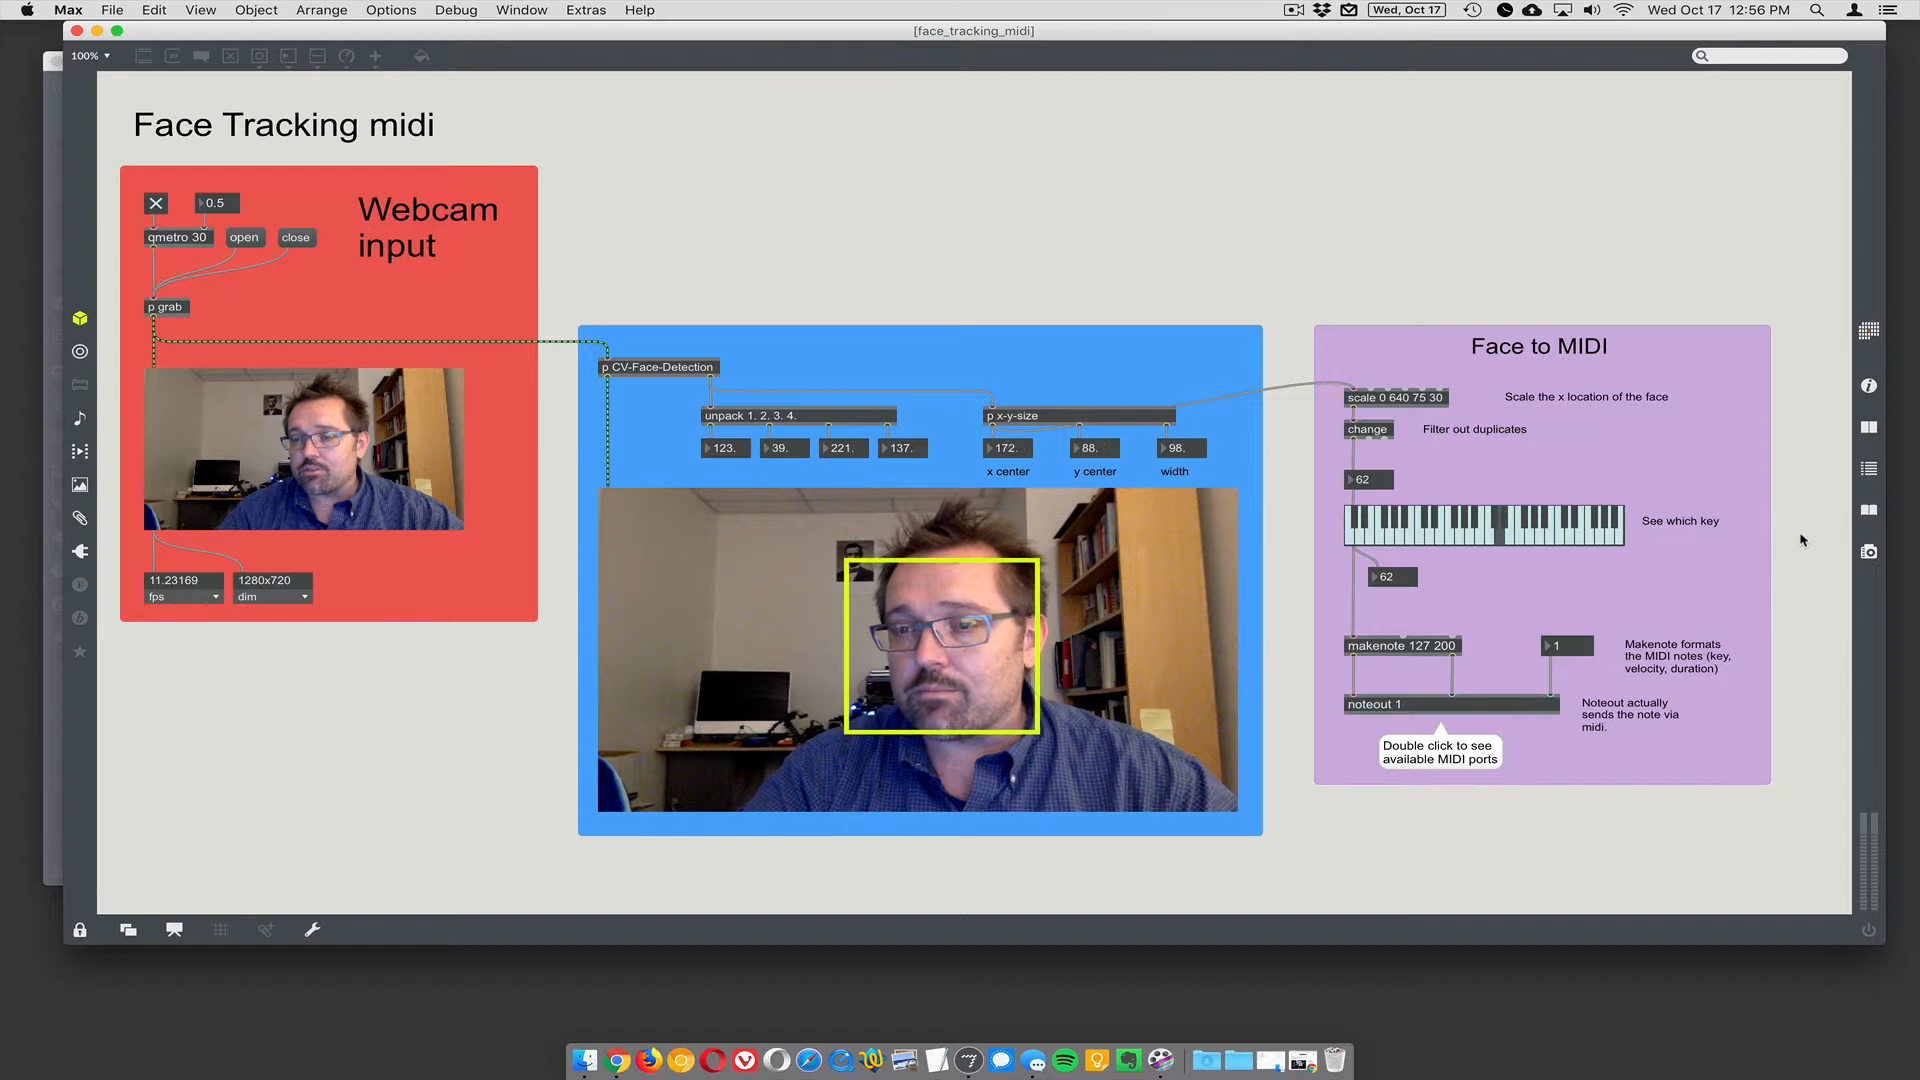 Max File Edit View Object Arrange Options Debug Window Extras Help
Wed, Oct 17
Wed Oct 17 12:56 PM
[face_tracking_midi]
100%
Face Tracking midi
Webcam
input
0.5
qmetro 30
open
close
p grab
11.23169
fps
1280x720
dim
p CV-Face-Detection
unpack 1. 2. 3. 4.
123.
39.
221.
137.
p x-y-size
172.
88.
98.
x center
y center
width
Face to MIDI
scale 0 640 75 30
Scale the x location of the face
change
Filter out duplicates
62
See which key
62
makenote 127 200
1
Makenote formats
the MIDI notes (key,
velocity, duration)
noteout 1
Noteout actually
sends the note via
midi.
Double click to see
available MIDI ports